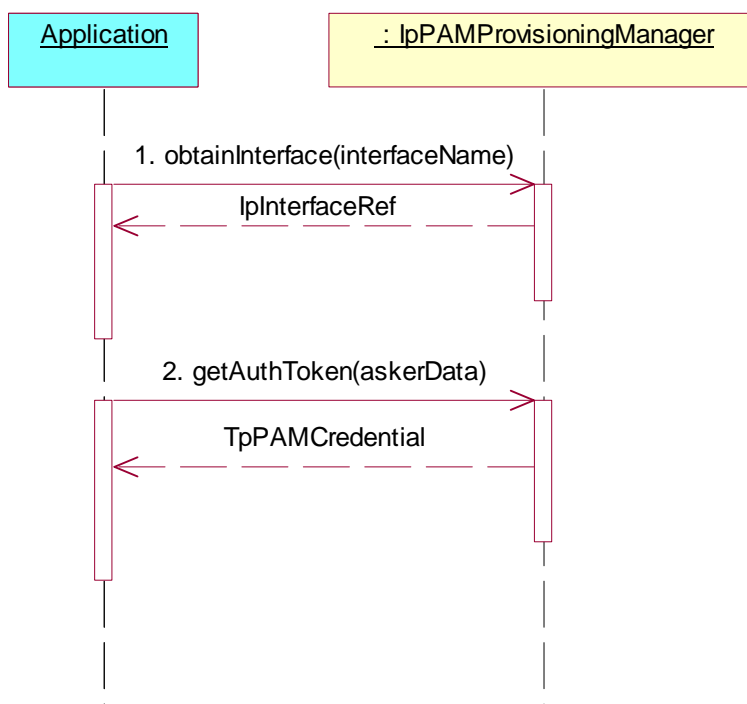 Application
: IpPAMProvisioningManager
1. obtainInterface(interfaceName)
IpInterfaceRef
2. getAuthToken(askerData)
TpPAMCredential